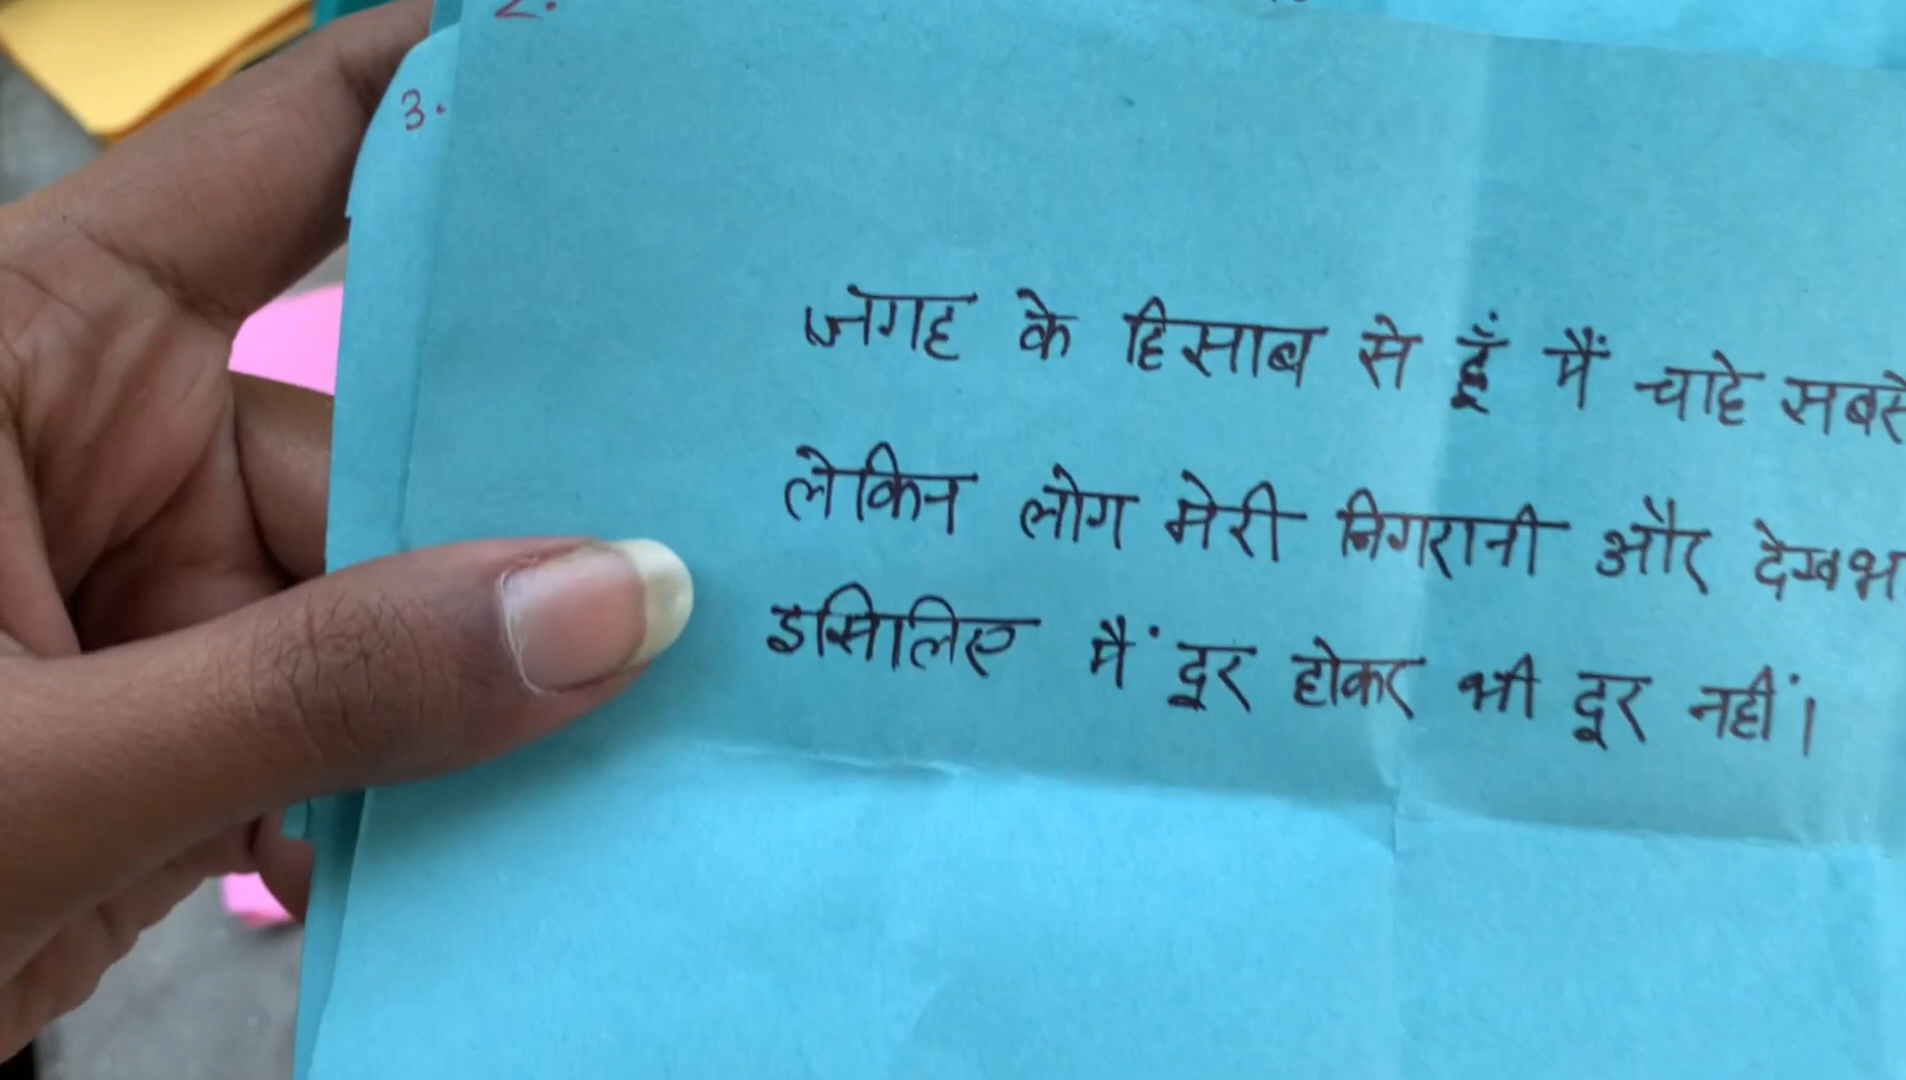 3.
जगह के हिसाब से हूँ मैं चाहे सबसे
लेकिन लोग मेरी निगरानी और देखभ
इसिलिए मैं दूर होकर भी दूर नहीं।